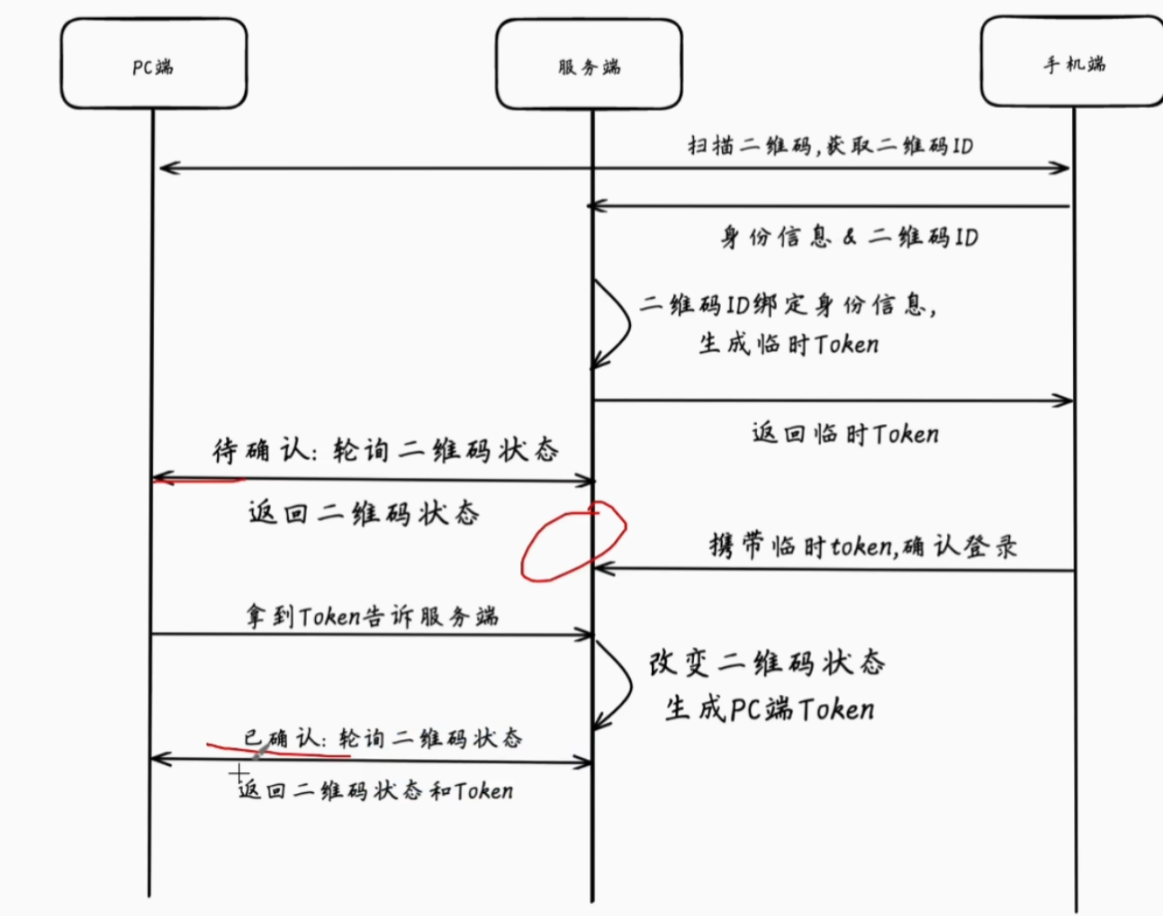 PC端
服务端
手机端
扫描二维码,获取二维码ID
身份信息 & 二维码ID
二维码ID绑定身份信息,
生成临时Token
返回临时Token
待确认: 轮询二维码状态
返回二维码状态
携带临时token,确认登录
拿到Token告诉服务端
改变二维码状态
生成PC端Token
已确认: 轮询二维码状态
返回二维码状态和Token